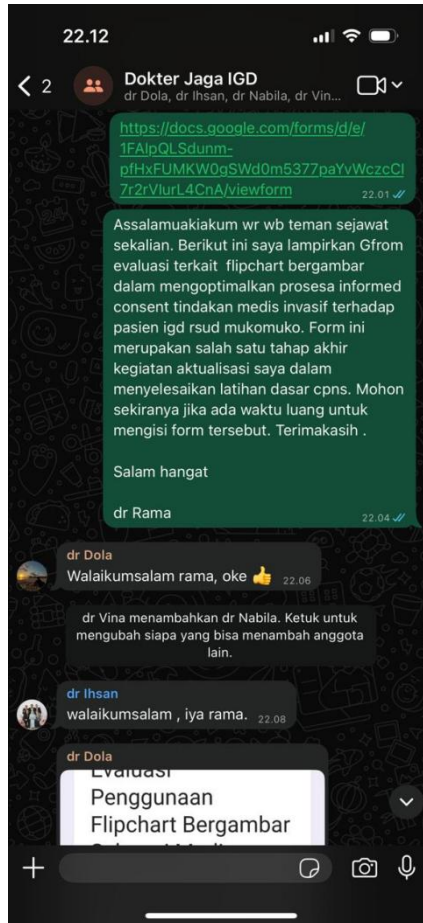 22.12
2
Dokter Jaga IGD
dr Dola, dr Ihsan, dr Nabila, dr Vin...
https://docs.google.com/forms/d/e/
1FAIpQLSdunm-
pfHxFUMKW0gSWd0m5377paYvWczcCl
7r2rVIurL4CnA/viewform
22.01
Assalamuakiakum wr wb teman sejawat
sekalian. Berikut ini saya lampirkan Gfrom
evaluasi terkait flipchart bergambar
dalam mengoptimalkan prosesa informed
consent tindakan medis invasif terhadap
pasien igd rsud mukomuko. Form ini
merupakan salah satu tahap akhir
kegiatan aktualisasi saya dalam
menyelesaikan latihan dasar cpns. Mohon
sekiranya jika ada waktu luang untuk
mengisi form tersebut. Terimakasih .
Salam hangat
dr Rama
22.04
dr Dola
Walaikumsalam rama, oke 👍 22.06
dr Vina menambahkan dr Nabila. Ketuk untuk
mengubah siapa yang bisa menambah anggota
lain.
dr Ihsan
walaikumsalam , iya rama. 22.08
dr Dola
Evaluasi
Penggunaan
Flipchart Bergambar